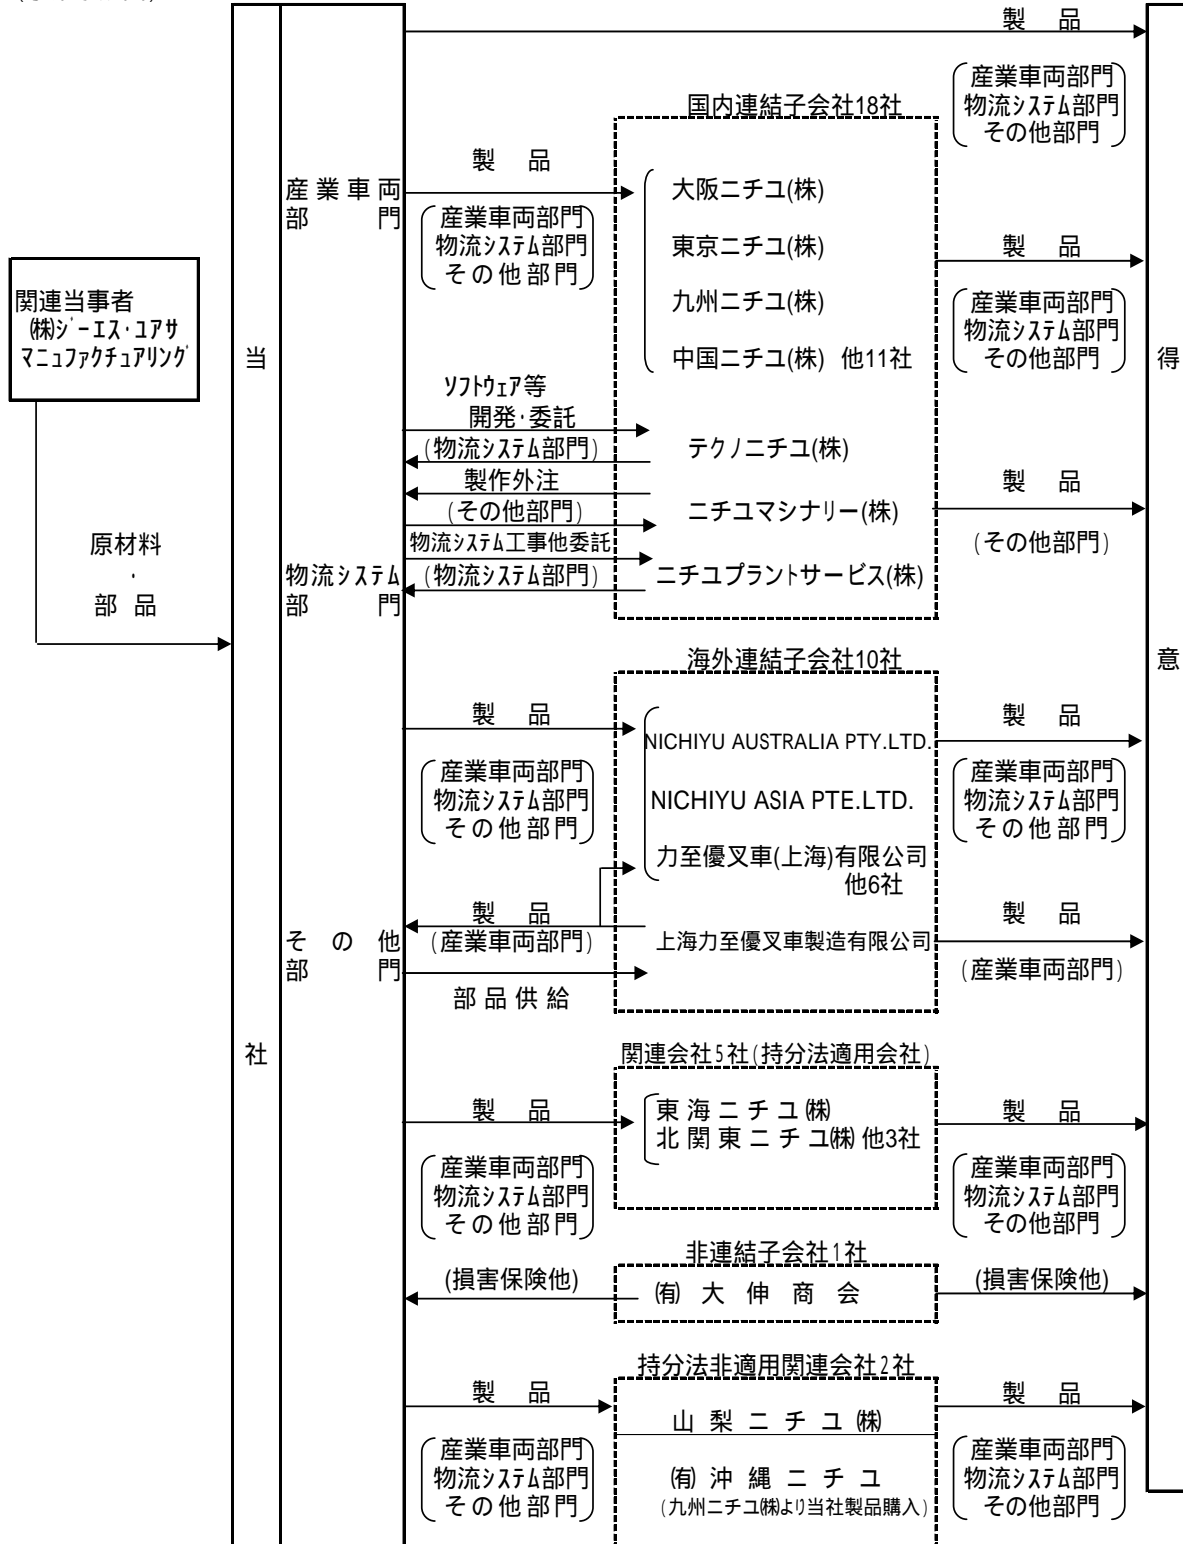 製 品
産業車両部門
物流システム部門
その他部門
国内連結子会社18社
産業車両
部 門
製 品
産業車両部門
物流システム部門
その他部門
大阪ニチユ(株)
東京ニチユ(株)
九州ニチユ(株)
中国ニチユ(株) 他11社
製 品
産業車両部門
物流システム部門
その他部門
関連当事者
㈱ジーエス・ユアサ
マニュファクチュアリング
当
得
ソフトウェア等
開発・委託
(物流システム部門)
テクノニチユ(株)
製作外注
(その他部門)
ニチユマシナリー(株)
製 品
(その他部門)
原材料
・
部 品
物流システム工事他委託
(物流システム部門)
ニチユプラントサービス(株)
物流システム
部 門
海外連結子会社10社
意
製 品
産業車両部門
物流システム部門
その他部門
NICHIYU AUSTRALIA PTY.LTD.
NICHIYU ASIA PTE.LTD.
力至優叉車(上海)有限公司
他6社
製 品
産業車両部門
物流システム部門
その他部門
製 品
(産業車両部門)
上海力至優叉車製造有限公司
製 品
(産業車両部門)
その他
部 門
部品供給
社
関連会社5社(持分法適用会社)
製 品
産業車両部門
物流システム部門
その他部門
東海ニチユ㈱
北関東ニチユ㈱ 他3社
製 品
産業車両部門
物流システム部門
その他部門
非連結子会社1社
(損害保険他)
㈲ 大伸商会
(損害保険他)
持分法非適用関連会社2社
製 品
産業車両部門
物流システム部門
その他部門
山梨ニチユ㈱
㈲沖縄ニチユ
(九州ニチユ㈱より当社製品購入)
製 品
産業車両部門
物流システム部門
その他部門